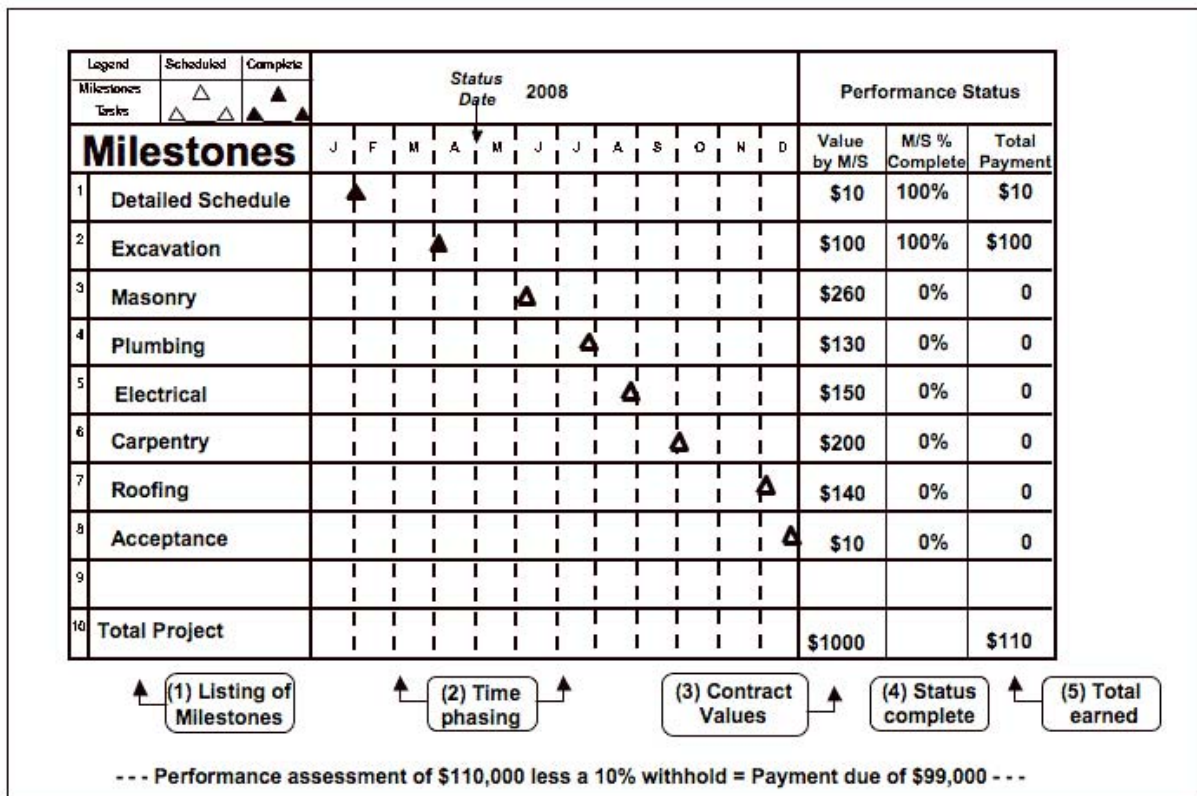 Legend Scheduled Complete
Milestones
Tasks
Status
Date 2008
Performance Status
Milestones J F M A M J J A S O N D Value by M/S M/S % Complete Total Payment
1 Detailed Schedule $10 100% $10
2 Excavation $100 100% $100
3 Masonry $260 0% 0
4 Plumbing $130 0% 0
5 Electrical $150 0% 0
6 Carpentry $200 0% 0
7 Roofing $140 0% 0
8 Acceptance $10 0% 0
9
10 Total Project $1000 $110
(1) Listing of
Milestones
(2) Time
phasing
(3) Contract
Values
(4) Status
complete
(5) Total
earned
- - - Performance assessment of $110,000 less a 10% withhold = Payment due of $99,000 - - -